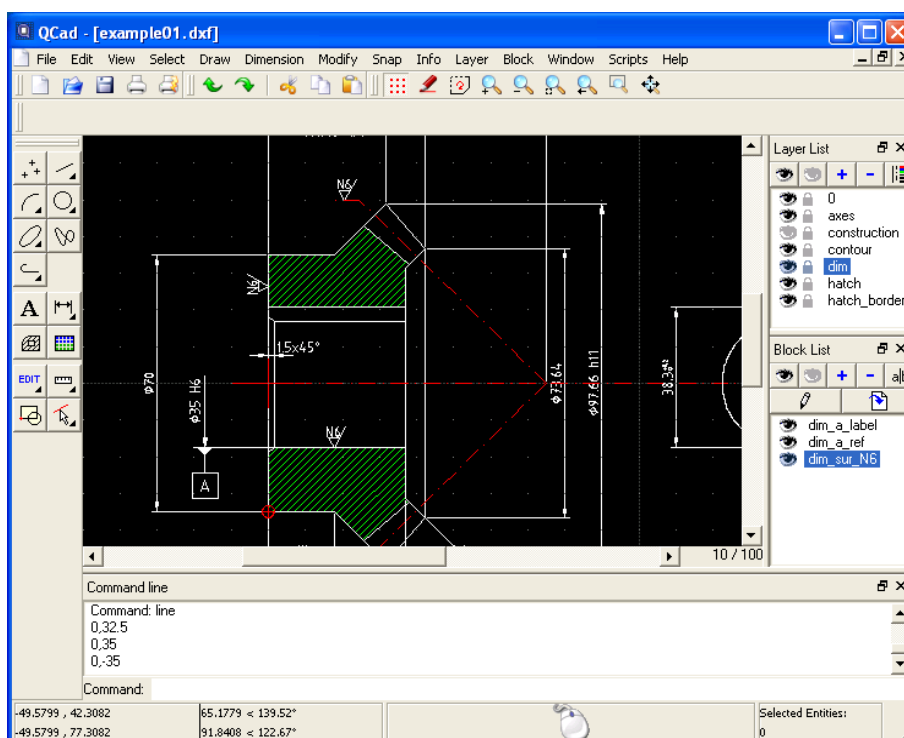 QCad - [example01.dxf]
File Edit View Select Draw Dimension Modify Snap Info Layer Block Window Scripts Help
Layer List
0
axes
construction
contour
dim
hatch
hatch_border
Block List
dim_a_label
dim_a_ref
dim_sur_N6
N6
N6
1.5x45°
ϕ70
ϕ35 H6
N6
A
ϕ73.64
ϕ97.66 h11
A
EDIT
10 / 100
Command line
Command: line
0,32.5
0,35
0,-35
Command:
-49.5799 , 42.3082
65.1779 < 139.52°
Selected Entities:
-49.5799 , 77.3082
91.8408 < 122.67°
0